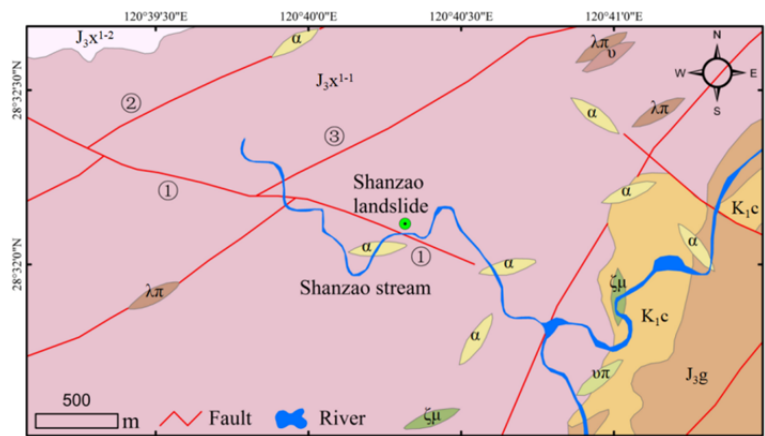 120°39'30"E
120°40'0"E
120°40'30"E
120°41'0"E
J₃x¹⁻²
α
λπ
υ
N
W
E
S
28°32'30"N
J₃x¹⁻¹
②
α
λπ
③
①
Shanzao
landslide
α
K₁c
α
α
①
28°32'0"N
Shanzao stream
α
λπ
ζμ
K₁c
α
υπ
J₃g
500
m
Fault
River
ζμ